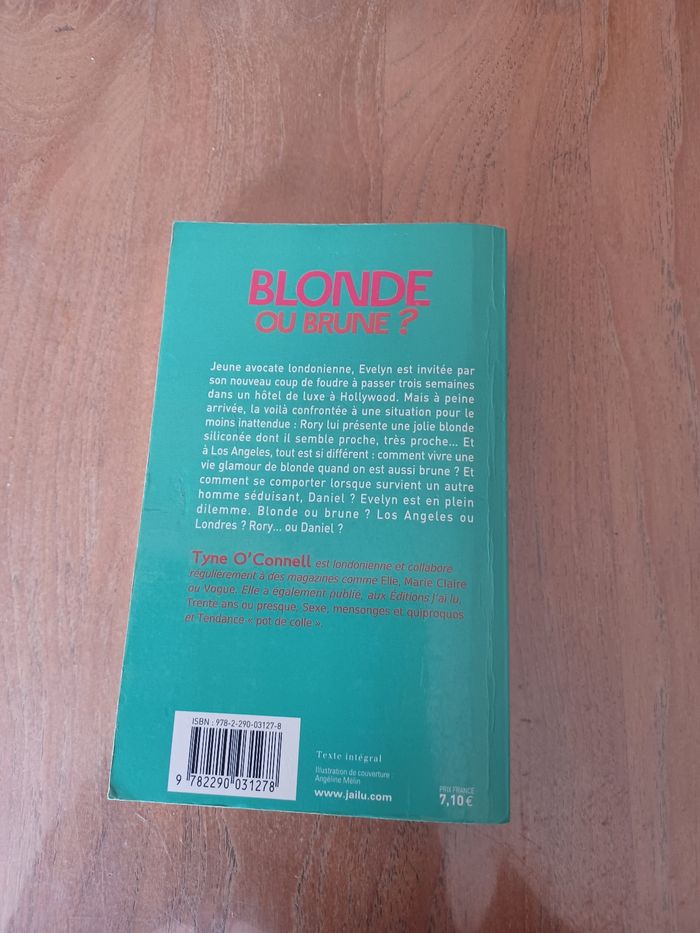 BLONDE
OU BRUNE ?
Jeune avocate londonienne, Evelyn est invitée par
son nouveau coup de foudre à passer trois semaines
dans un hôtel de luxe à Hollywood. Mais à peine
arrivée, la voilà confrontée à une situation pour le
moins inattendue : Rory lui présente une jolie blonde
siliconée dont il semble proche, très proche... Et
à Los Angeles, tout est si différent : comment vivre une
vie glamour de blonde quand on est aussi brune ? Et
comment se comporter lorsque survient un autre
homme séduisant, Daniel ? Evelyn est en plein
dilemme. Blonde ou brune ? Los Angeles ou
Londres ? Rory... ou Daniel ?
Tyne O'Connell est londonienne et collabore
régulièrement à des magazines comme Elle, Marie Claire
ou Vogue. Elle a également publié, aux Éditions J'ai lu,
Trente ans ou presque, Sexe, mensonges et quiproquos
et Tendance « pot de colle ».
ISBN : 978-2-290-03127-8
9 782290 031278
Texte intégral
Illustration de couverture :
Angéline Mélin
www.jailu.com
PRIX FRANCE
7,10 €